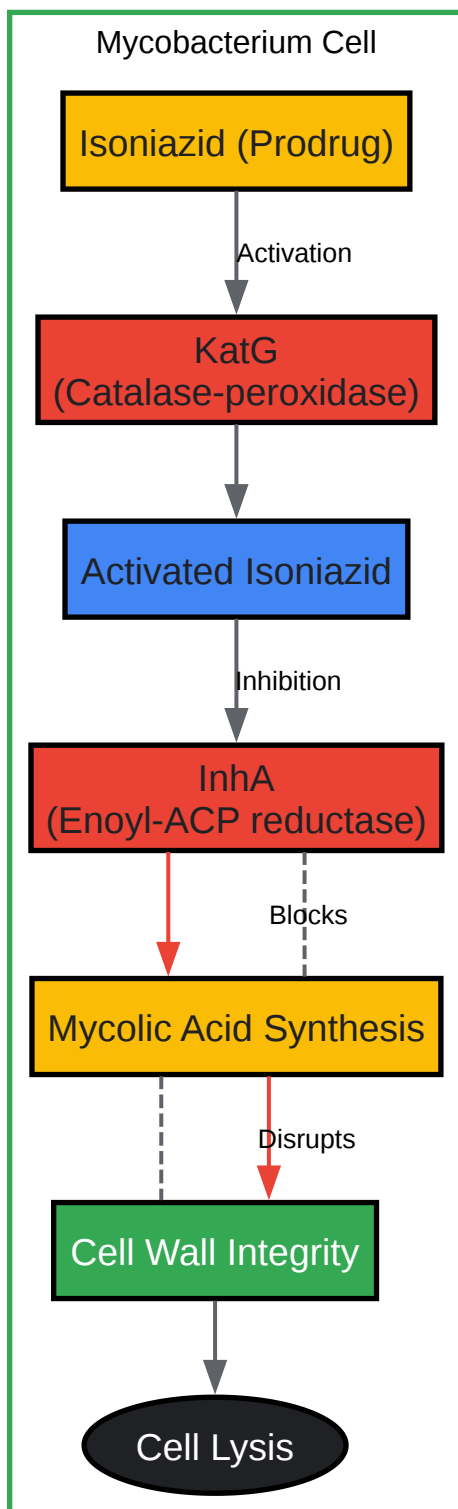 Mycobacterium Cell
Isoniazid (Prodrug)
Activation
KatG
(Catalase-peroxidase)
Activated Isoniazid
Inhibition
InhA
(Enoyl-ACP reductase)
Blocks
Mycolic Acid Synthesis
Disrupts
Cell Wall Integrity
Cell Lysis